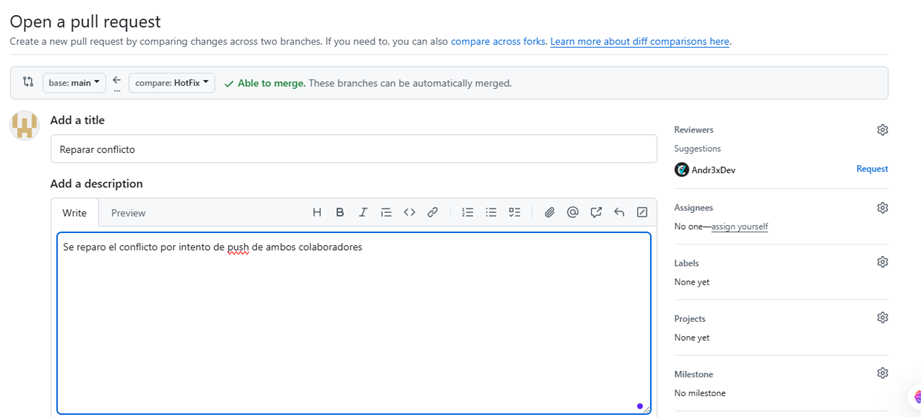 Open a pull request
Create a new pull request by comparing changes across two branches. If you need to, you can also compare across forks. Learn more about diff comparisons here.
base: main
compare: HotFix
Able to merge. These branches can be automatically merged.
Add a title
Reparar conflicto
Add a description
Write
Preview
H B I
Se reparo el conflicto por intento de push de ambos colaboradores
Reviewers
Suggestions
Andr3xDev
Request
Assignees
No one—assign yourself
Labels
None yet
Projects
None yet
Milestone
No milestone